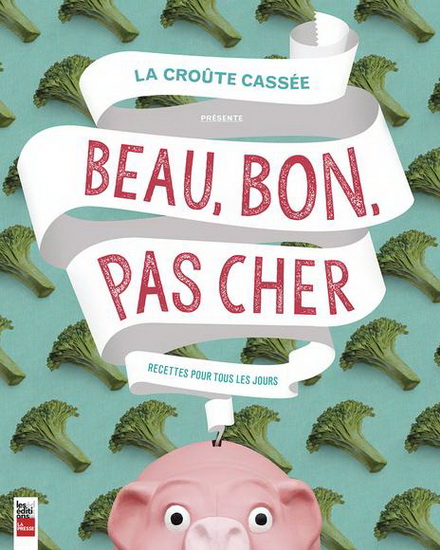 LA CROÛTE CASSÉE
PRÉSENTE
BEAU, BON,
PAS CHER
RECETTES POUR TOUS LES JOURS
les éditions
LA PRESSE